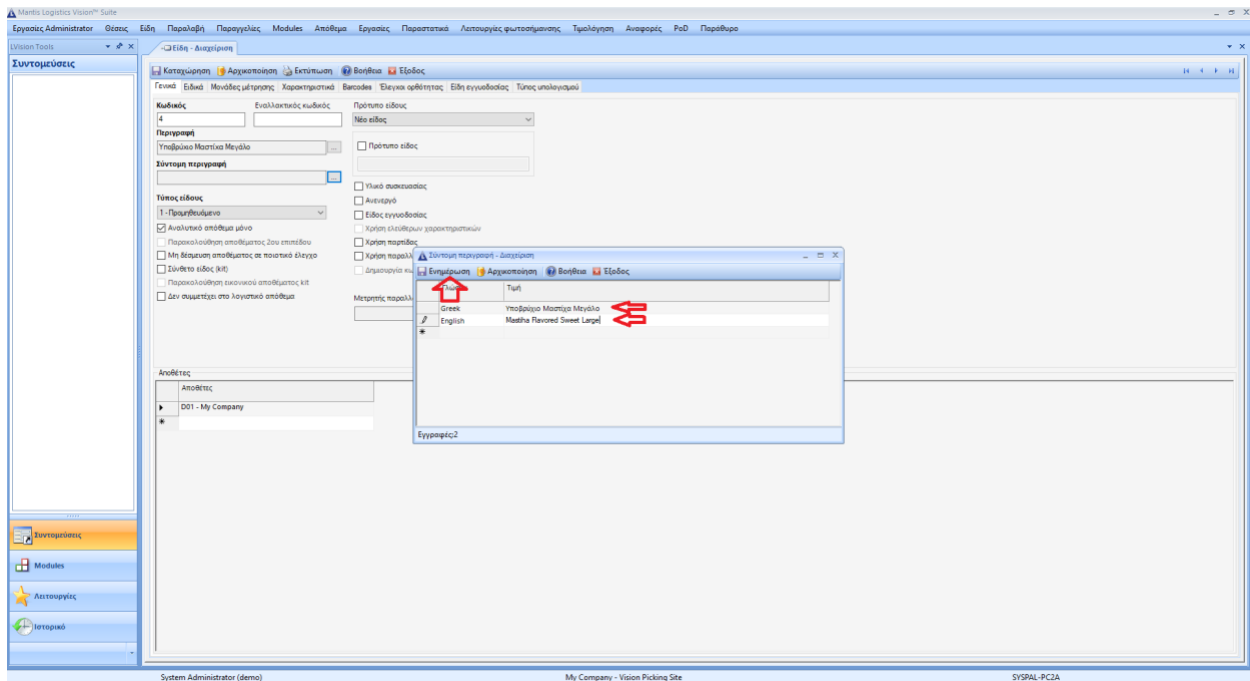 Mantis Logistics Vision™ Suite
Εργασίες Administrator Θέσεις Είδη Παραλαβή Παραγγελίες Modules Απόθεμα Εργασίες Παραστατικά Λειτουργίες φωτοσήμανσης Τιμολόγηση Αναφορές PoD Παράθυρο
LVision Tools
Είδη - Διαχείριση
Συντομεύσεις
Καταχώρηση Αρχικοποίηση Εκτύπωση Βοήθεια Έξοδος
Γενικά Ειδικά Μονάδες μέτρησης Χαρακτηριστικά Barcodes Έλεγχοι ορθότητας Είδη εγγυοδοσίας Τύπος υπολογισμού
Κωδικός Εναλλακτικός κωδικός Πρότυπο είδους
4 Νέο είδος
Περιγραφή
Υποβρύχιο Μαστίχα Μεγάλο ... Πρότυπο είδος
Σύντομη περιγραφή
...
Υλικό συσκευασίας
Τύπος είδους Ανενεργό
1 - Προμηθευόμενο Είδος εγγυοδοσίας
Αναλυτικό απόθεμα μόνο Χρήση ελεύθερων χαρακτηριστικών
Παρακολούθηση αποθέματος 2ου επιπέδου Χρήση παρτίδας
Μη δέσμευση αποθέματος σε ποιοτικό έλεγχο Χρήση παραλλ
Σύνθετο είδος (kit) Δημιουργία κω
Παρακολούθηση εικονικού αποθέματος kit
Δεν συμμετέχει στο λογιστικό απόθεμα Μετρητής παραλλ
Σύντομη περιγραφή - Διαχείριση
Ενημέρωση Αρχικοποίηση Βοήθεια Έξοδος
Τιμή
Greek Υποβρύχιο Μαστίχα Μεγάλο
English Mastiha Flavored Sweet Large
Εγγραφές:2
Αποθέτες
Αποθέτες
D01 - My Company
Συντομεύσεις
Modules
Λειτουργίες
Ιστορικό
System Administrator (demo) My Company - Vision Picking Site SYSPAL-PC2A